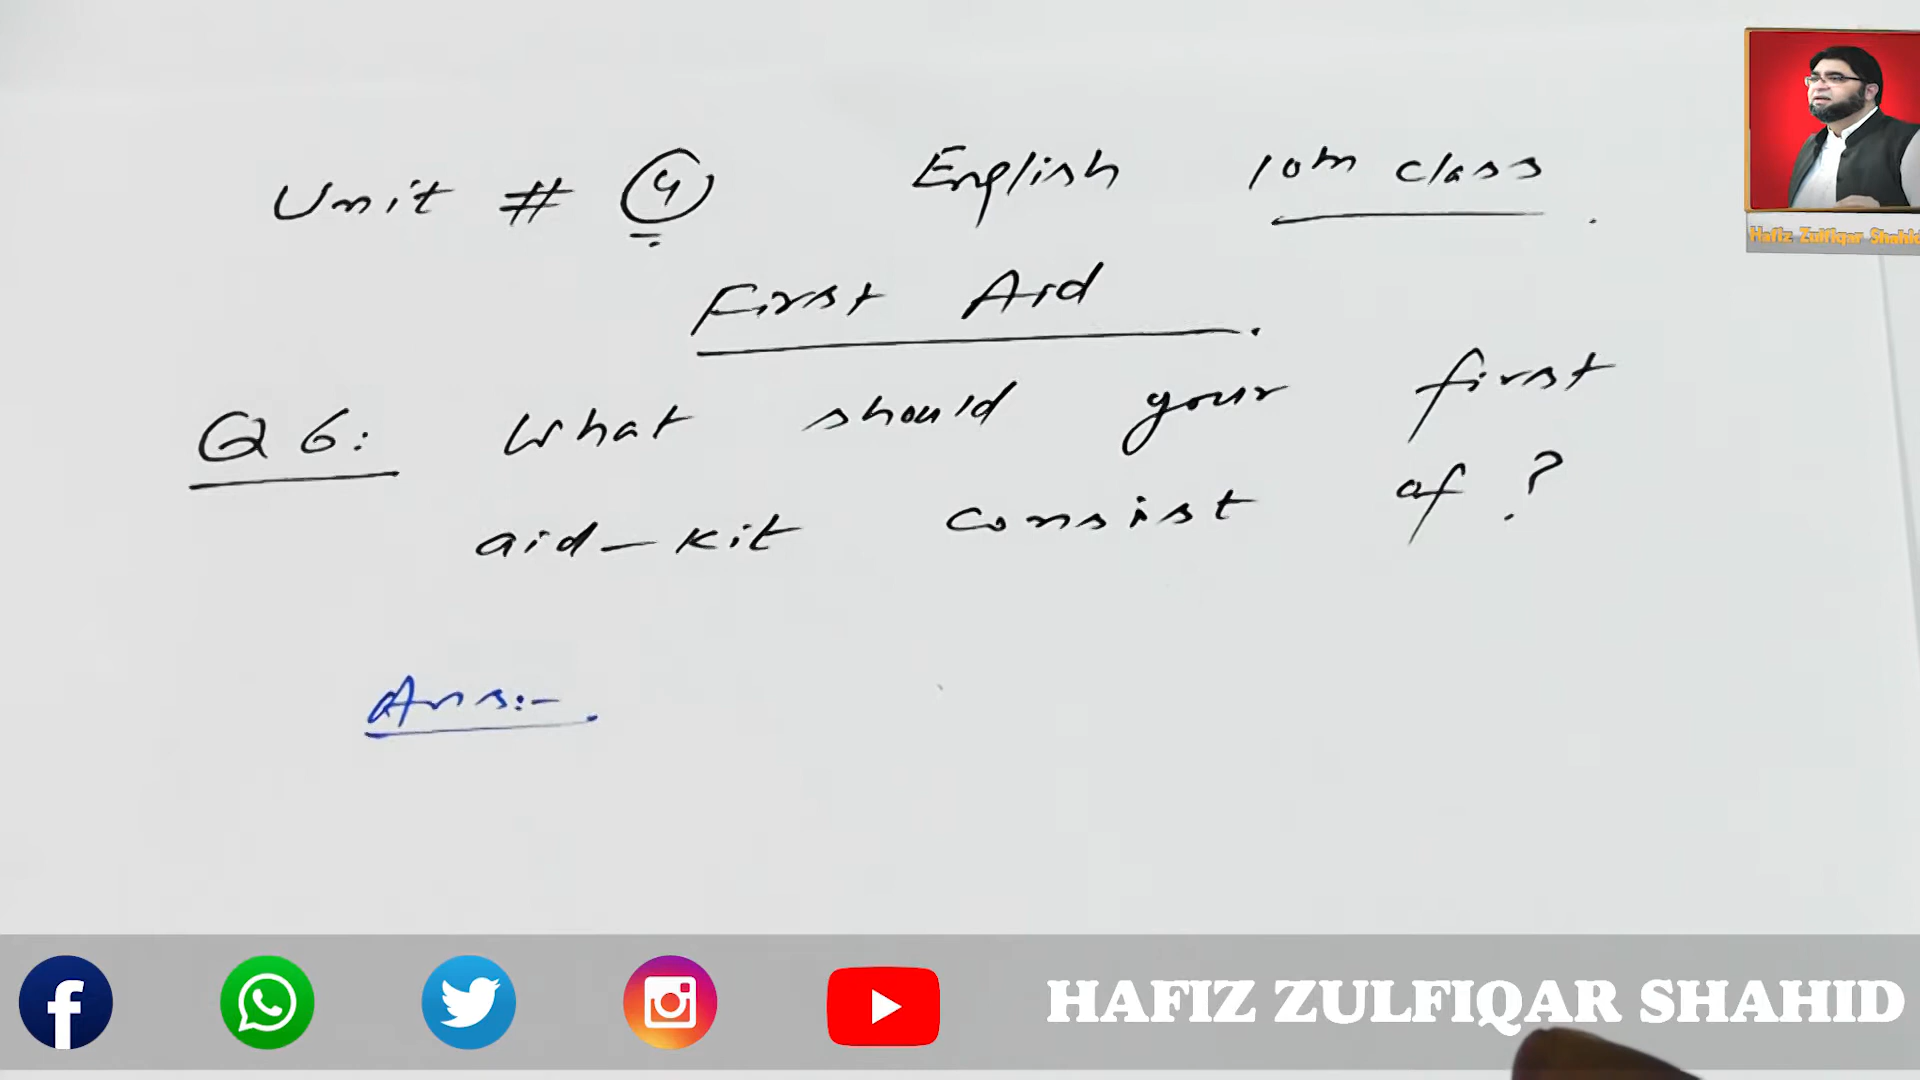 Unit # 4 English 10th class.
First Aid.
Q 6: What should your first
aid-kit consist of?
Ans:-
Hafiz Zulfiqar Shahid
HAFIZ ZULFIQAR SHAHID